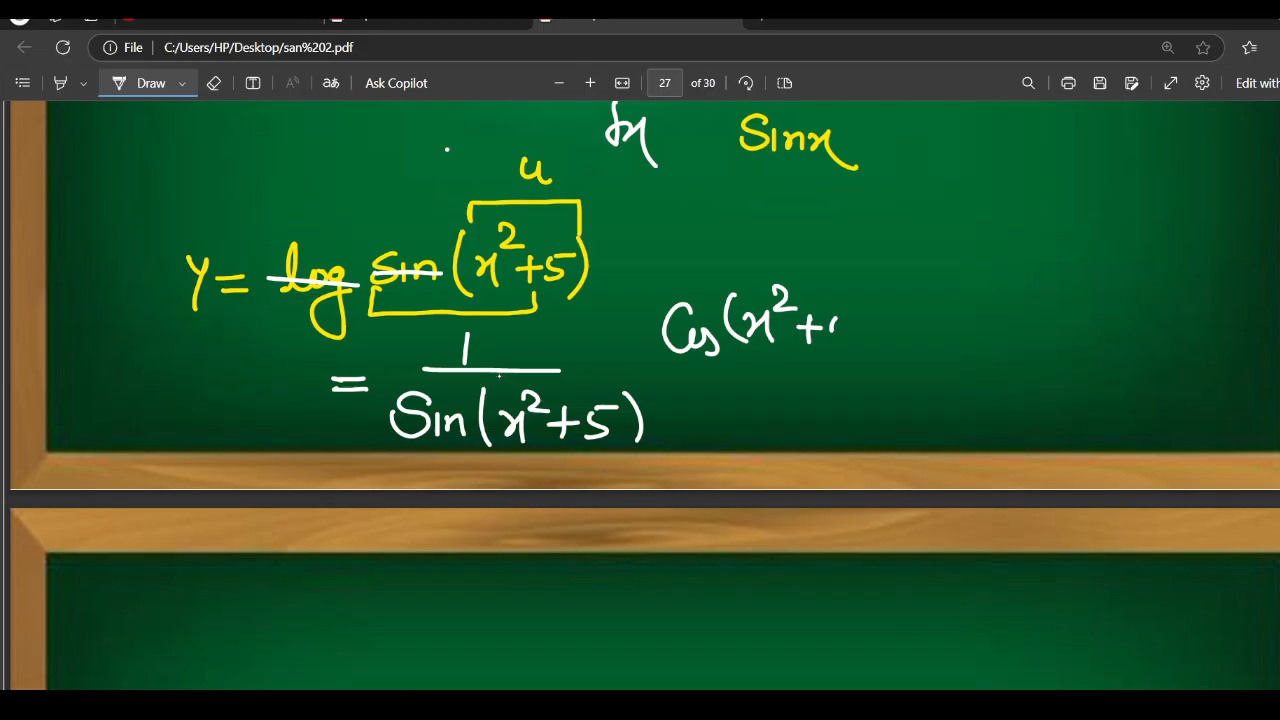 File C:/Users/HP/Desktop/san%202.pdf
Draw Ask Copilot 27 of 30 Edit with
Sinx
u
Y = log sin (x²+5)
Cos(x²+
= 1
Sin(x²+5)